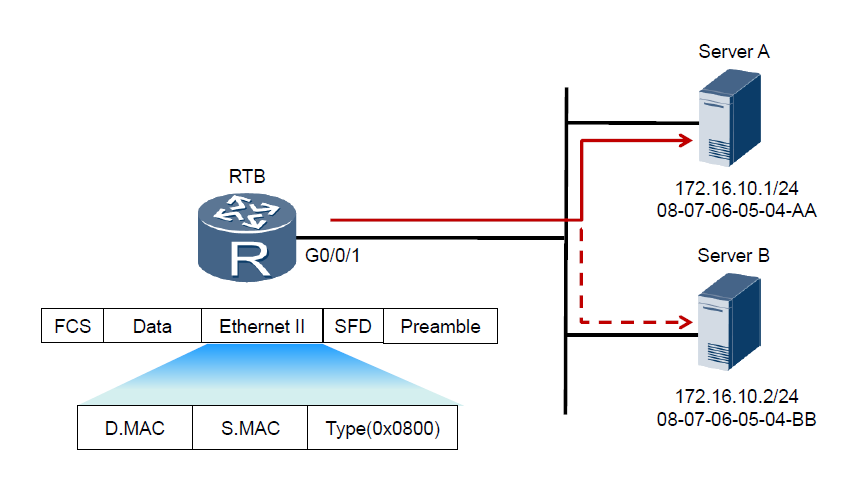 Server A
172.16.10.1/24
08-07-06-05-04-AA
RTB
R
G0/0/1
Server B
172.16.10.2/24
08-07-06-05-04-BB
FCS Data Ethernet II SFD Preamble
D.MAC S.MAC Type(0x0800)